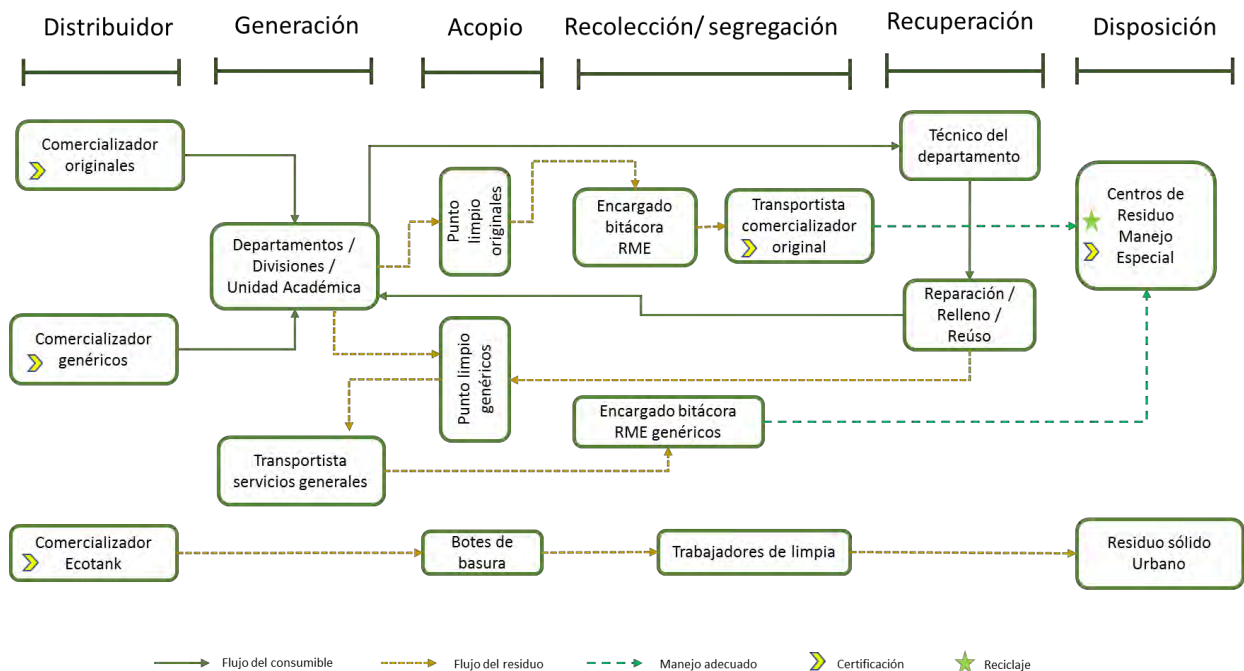 Distribuidor
Generación
Acopio
Recolección/ segregación
Recuperación
Disposición
Comercializador
originales
Técnico del
departamento
Punto
limpio
originales
Encargado
bitácora
RME
Transportista
comercializador
original
Centros de
Residuo
Manejo
Especial
Departamentos /
Divisiones /
Unidad Académica
Comercializador
genéricos
Reparación /
Relleno /
Reúso
Punto limpio
genéricos
Encargado bitácora
RME genéricos
Transportista
servicios generales
Comercializador
Ecotank
Botes de
basura
Trabajadores de limpia
Residuo sólido
Urbano
Flujo del consumible
Flujo del residuo
Manejo adecuado
Certificación
Reciclaje